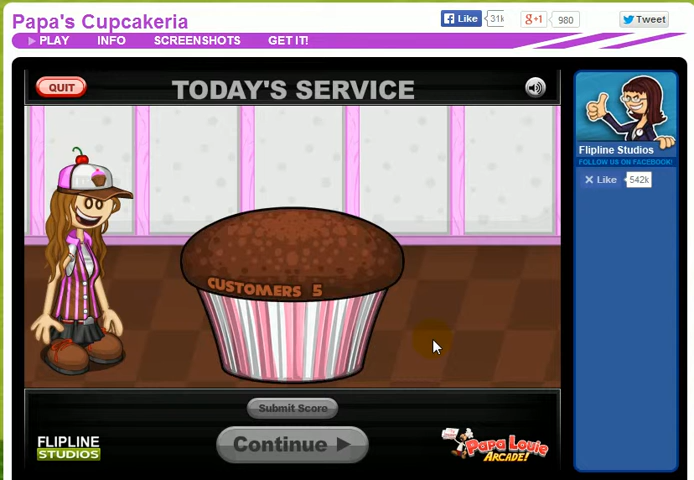 Papa's Cupcakeria
Like 31k
+1 980
Tweet
PLAY INFO SCREENSHOTS GET IT!
QUIT
TODAY'S SERVICE
Flipline Studios
FOLLOW US ON FACEBOOK!
Like 542k
CUSTOMERS 5
Submit Score
Continue
FLIPLINE
STUDIOS
Papa Louie
ARCADE!